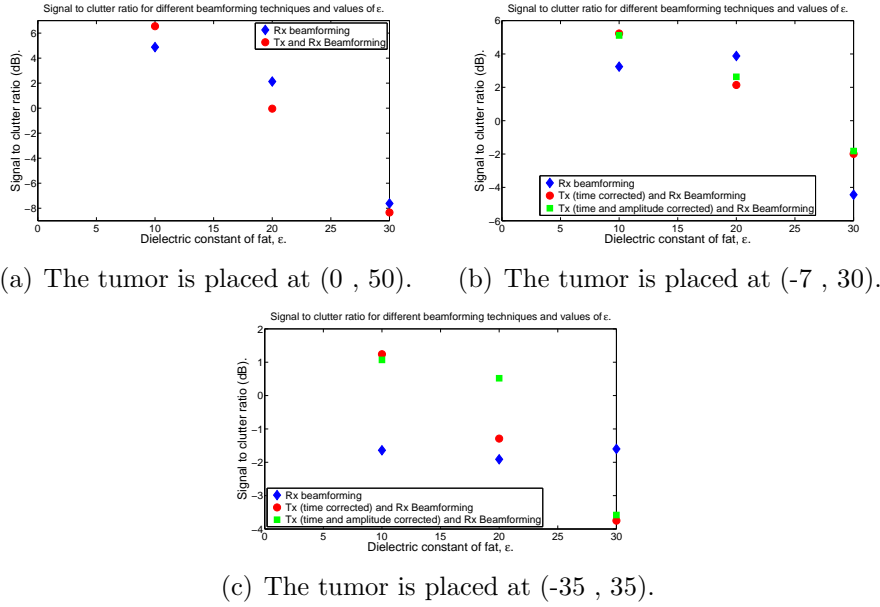 Signal to clutter ratio for different beamforming techniques and values of ε.
Signal to clutter ratio (dB).
6
4
2
0
−2
−4
−6
−8
0
5
10
15
20
25
30
Dielectric constant of fat, ε.
Rx beamforming
Tx and Rx Beamforming
(a) The tumor is placed at (0 , 50).
Signal to clutter ratio for different beamforming techniques and values of ε.
Signal to clutter ratio (dB).
6
4
2
0
−2
−4
−6
0
5
10
15
20
25
30
Dielectric constant of fat, ε.
Rx beamforming
Tx (time corrected) and Rx Beamforming
Tx (time and amplitude corrected) and Rx Beamforming
(b) The tumor is placed at (-7 , 30).
Signal to clutter ratio for different beamforming techniques and values of ε.
Signal to clutter ratio (dB).
2
1
0
−1
−2
−3
−4
0
5
10
15
20
25
30
Dielectric constant of fat, ε.
Rx beamforming
Tx (time corrected) and Rx Beamforming
Tx (time and amplitude corrected) and Rx Beamforming
(c) The tumor is placed at (-35 , 35).